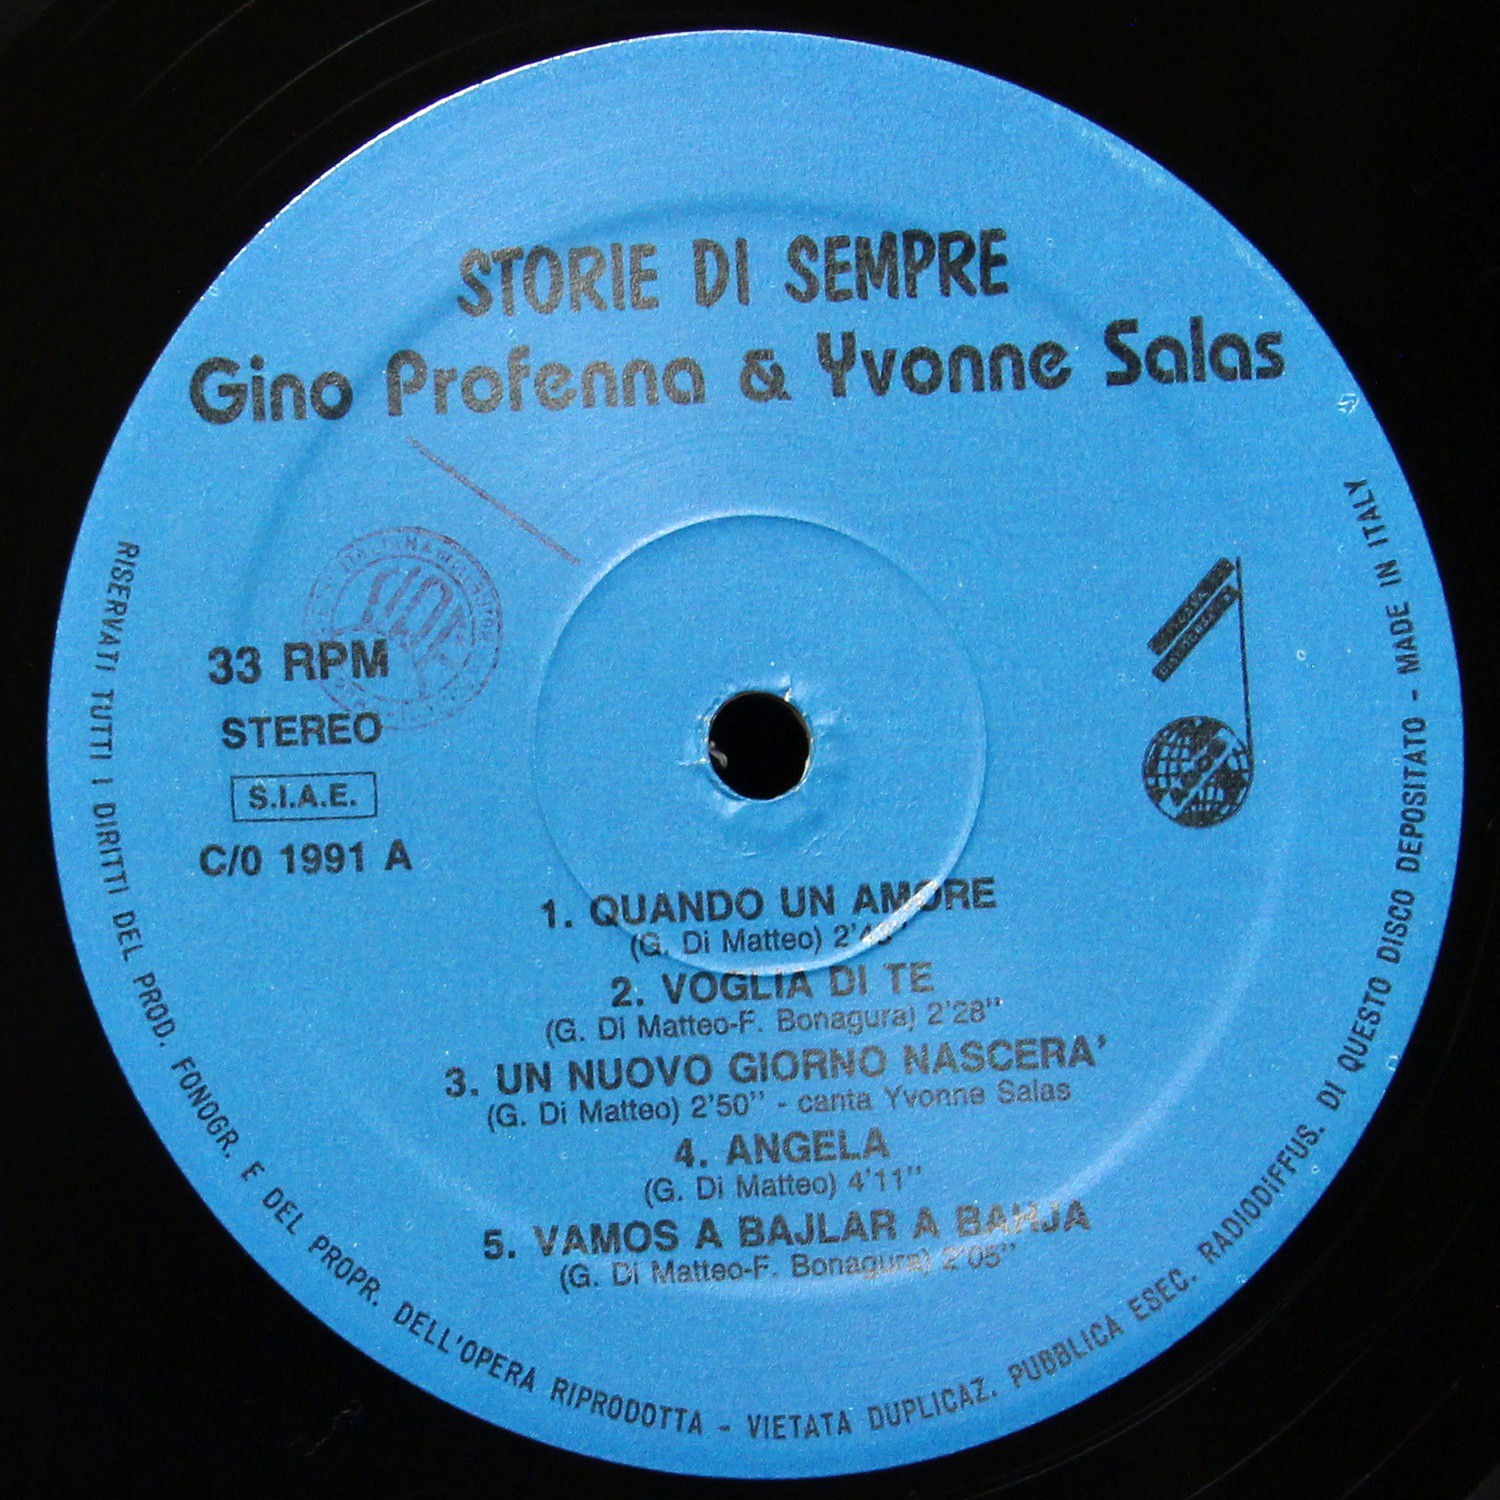 STORIE DI SEMPRE
Gino Profenna & Yvonne Salas
33 RPM
STEREO
S.I.A.E.
C/0 1991 A
1. QUANDO UN AMORE
(G. Di Matteo)
2. VOGLIA DI TE
(G. Di Matteo-F. Bonagura) 2'28"
3. UN NUOVO GIORNO NASCERA'
(G. Di Matteo) 2'50" - canta Yvonne Salas
4. ANGELA
(G. Di Matteo) 4'11"
5. VAMOS A BAJLAR A BAHJA
(G. Di Matteo-F. Bonagura) 2'05"
RISERVATI TUTTI I DIRITTI DEL PROD. FONOGR. E DEL PROPR. DELL'OPERA RIPRODOTTA - VIETATA DUPLICAZ. PUBBLICA ESEC. RADIODIFFUS. DI QUESTO DISCO DEPOSITATO - MADE IN ITALY